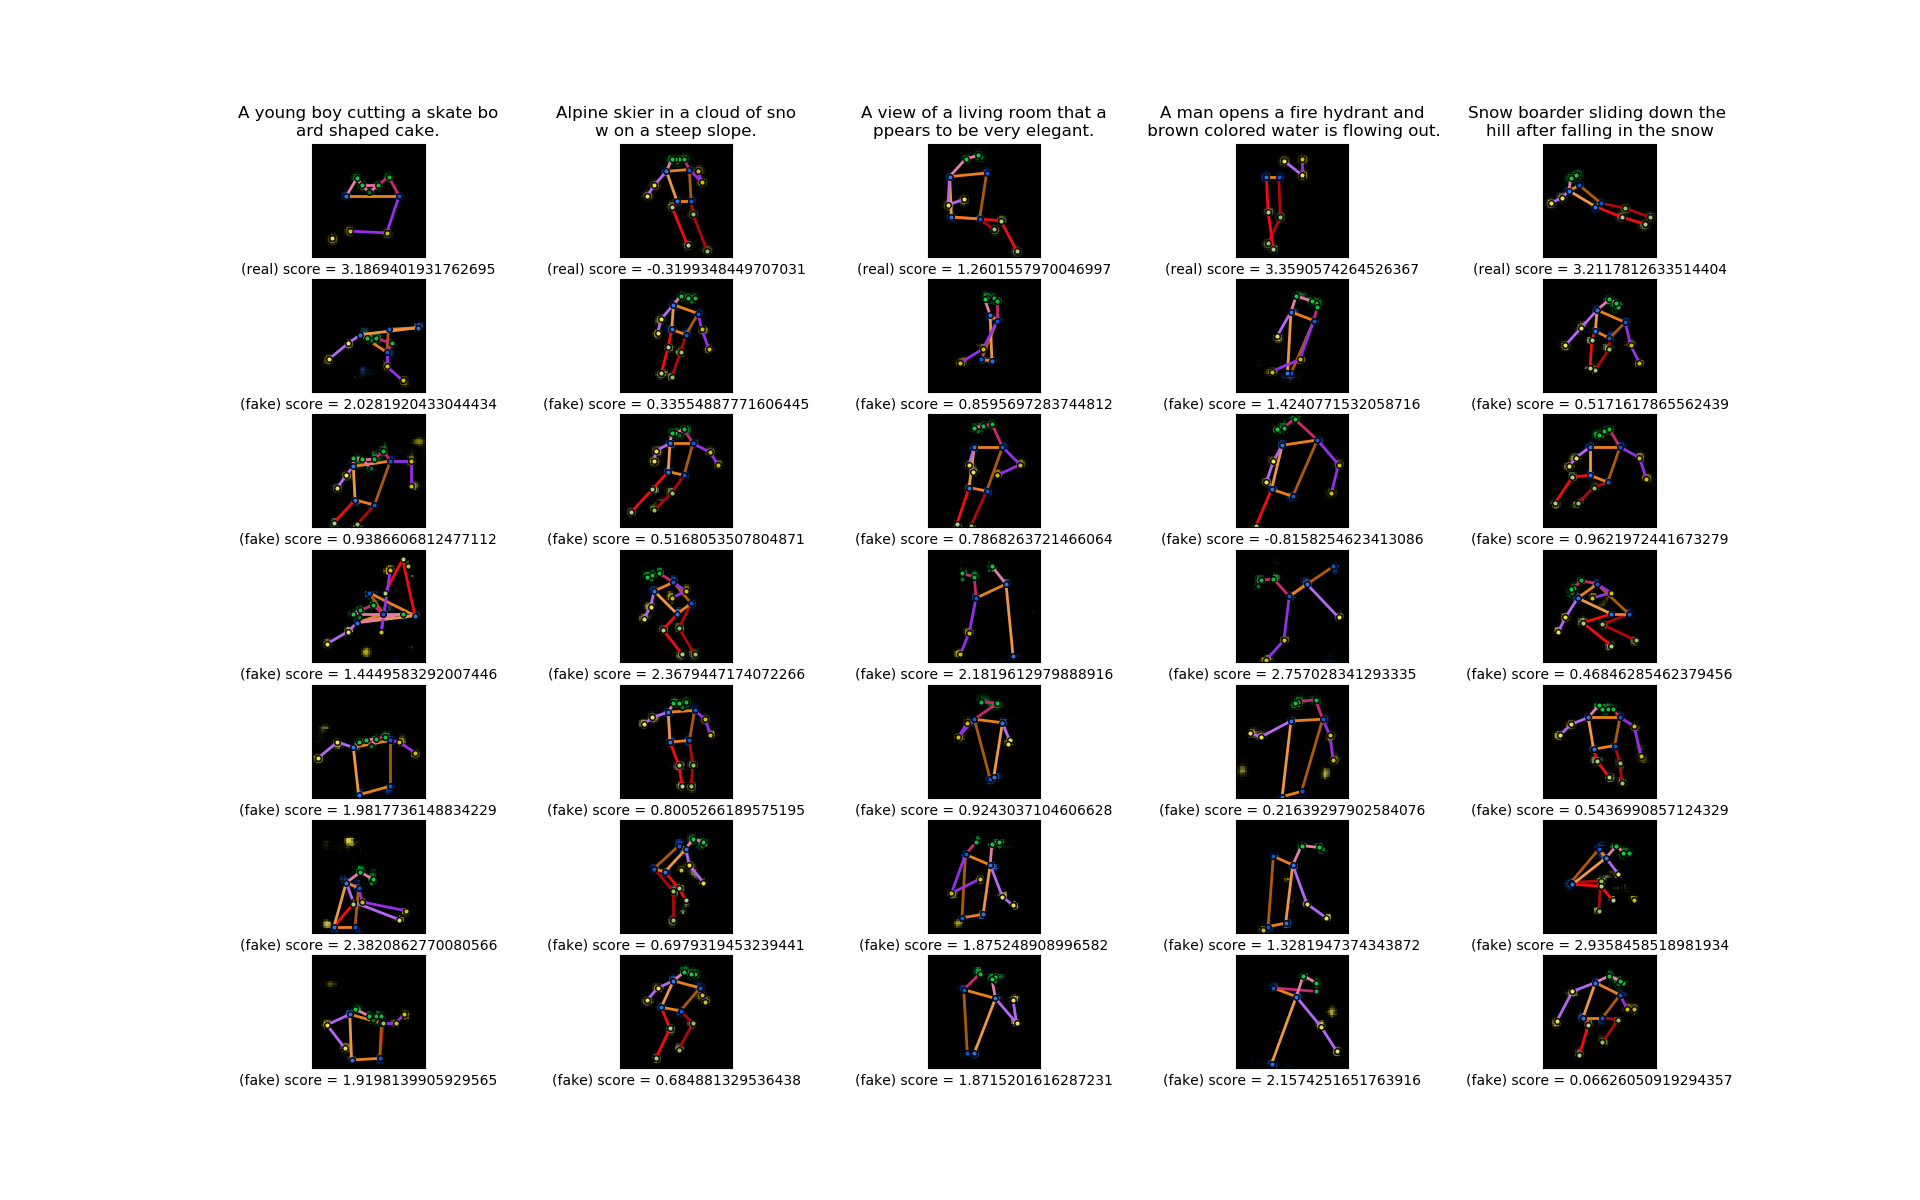 A young boy cutting a skate bo
ard shaped cake.
Alpine skier in a cloud of sno
w on a steep slope.
A view of a living room that a
ppears to be very elegant.
A man opens a fire hydrant and
brown colored water is flowing out.
Snow boarder sliding down the
hill after falling in the snow
(real) score = 3.1869401931762695
(real) score = -0.3199348449707031
(real) score = 1.2601557970046997
(real) score = 3.3590574264526367
(real) score = 3.2117812633514404
(fake) score = 2.0281920433044434
(fake) score = 0.33554887771606445
(fake) score = 0.8595697283744812
(fake) score = 1.4240771532058716
(fake) score = 0.5171617865562439
(fake) score = 0.9386606812477112
(fake) score = 0.5168053507804871
(fake) score = 0.7868263721466064
(fake) score = -0.8158254623413086
(fake) score = 0.9621972441673279
(fake) score = 1.4449583292007446
(fake) score = 2.3679447174072266
(fake) score = 2.1819612979888916
(fake) score = 2.757028341293335
(fake) score = 0.46846285462379456
(fake) score = 1.9817736148834229
(fake) score = 0.8005266189575195
(fake) score = 0.9243037104606628
(fake) score = 0.21639297902584076
(fake) score = 0.5436990857124329
(fake) score = 2.3820862770080566
(fake) score = 0.6979319453239441
(fake) score = 1.875248908996582
(fake) score = 1.3281947374343872
(fake) score = 2.9358458518981934
(fake) score = 1.9198139905929565
(fake) score = 0.684881329536438
(fake) score = 1.8715201616287231
(fake) score = 2.1574251651763916
(fake) score = 0.06626050919294357